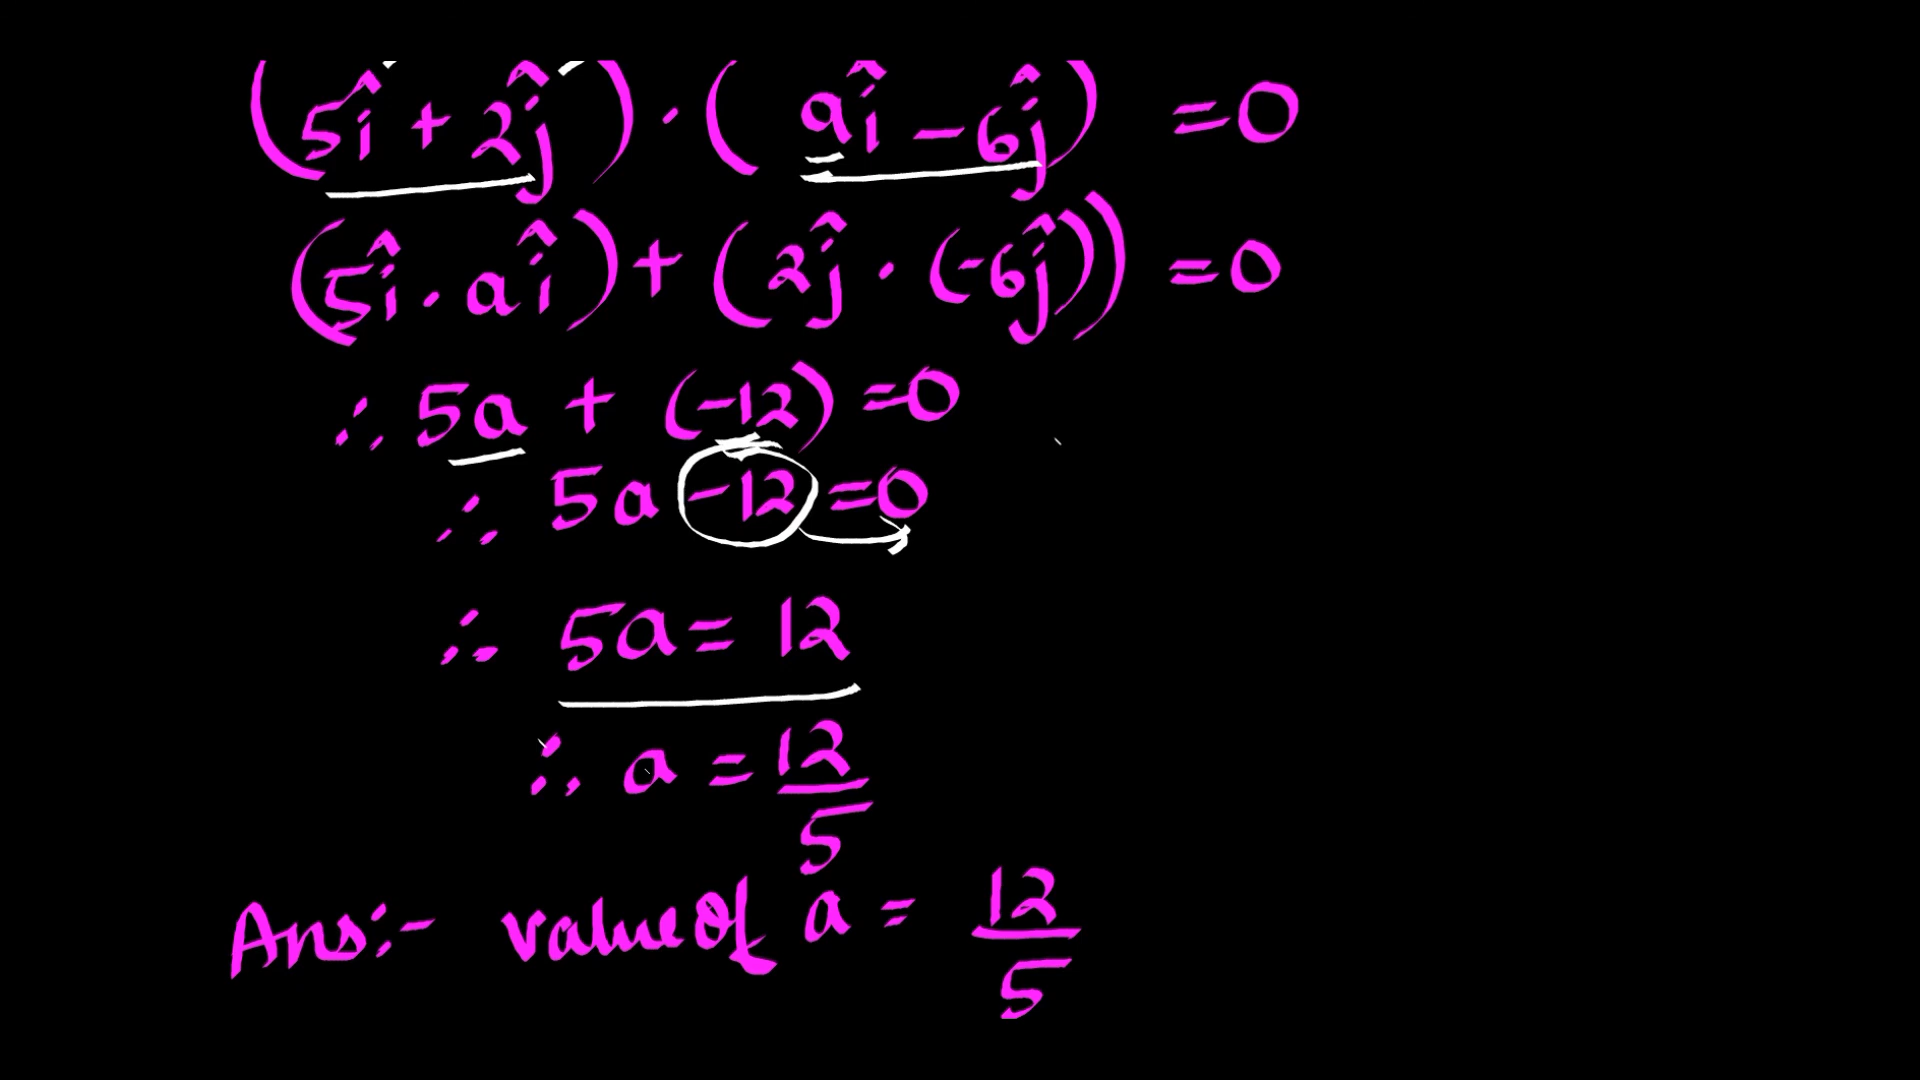 (5î + 2ĵ) · (aî − 6ĵ) = 0
(5î · aî) + (2ĵ · (−6ĵ)) = 0
∴ 5a + (−12) = 0
∴ 5a −12 = 0
∴ 5a = 12
∴ a = 12/5
Ans:- value of a = 12/5